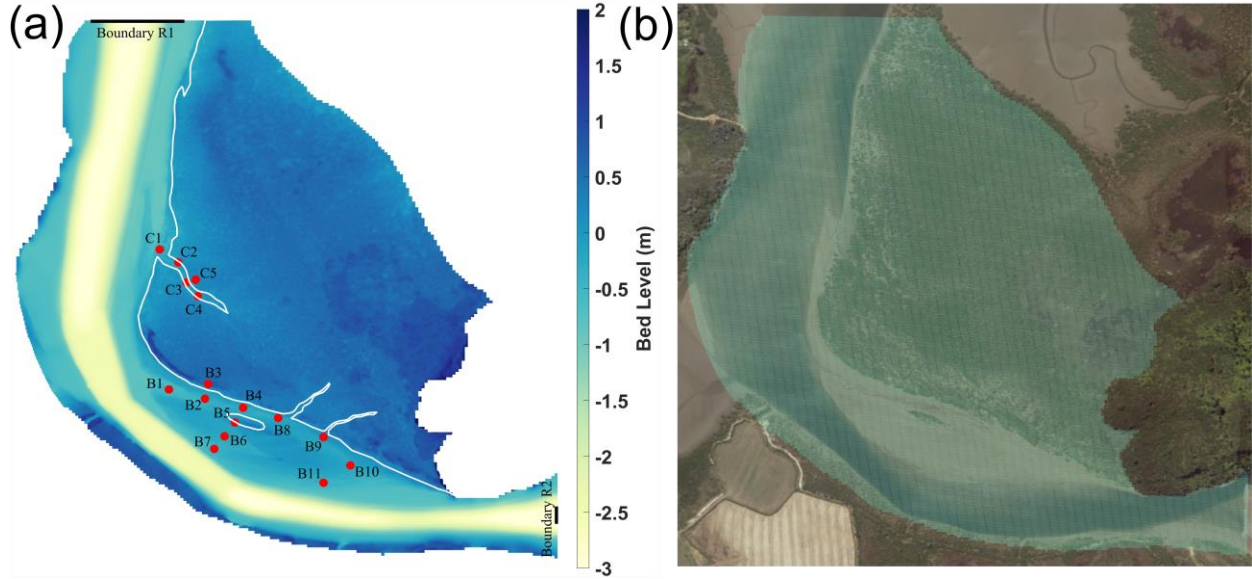 (a)
Boundary R1
C1
C2
C5
C3
C4
B3
B1
B2
B4
B5
B8
B6
B7
B9
B10
B11
Boundary R2
2
1.5
1
0.5
0
-0.5
-1
-1.5
-2
-2.5
-3
Bed Level (m)
(b)